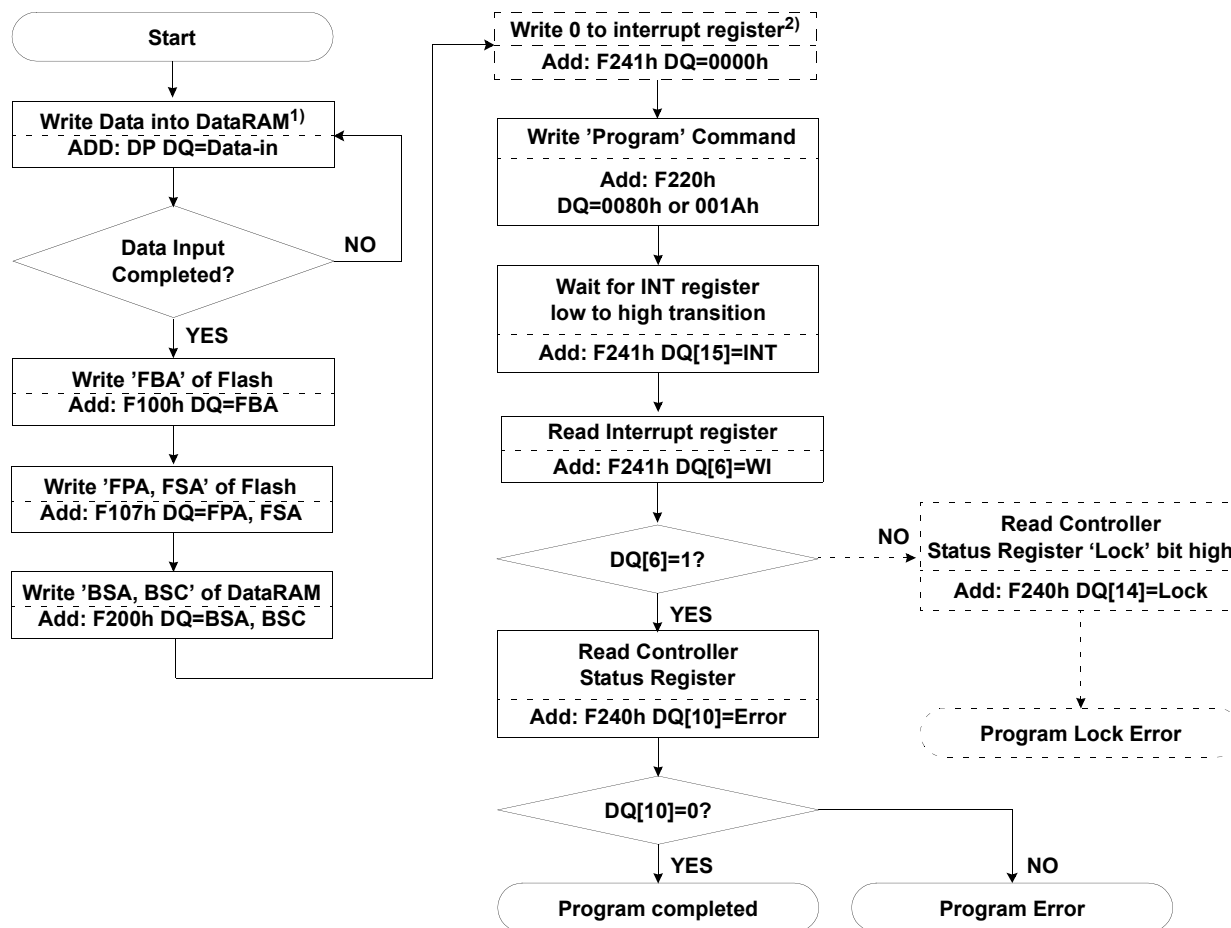 Start
Write Data into DataRAM1)
ADD: DP DQ=Data-in
Data Input
Completed?
NO
YES
Write ’FBA’ of Flash
Add: F100h DQ=FBA
Write ’FPA, FSA’ of Flash
Add: F107h DQ=FPA, FSA
Write ’BSA, BSC’ of DataRAM
Add: F200h DQ=BSA, BSC
Write 0 to interrupt register2)
Add: F241h DQ=0000h
Write ’Program’ Command
Add: F220h
DQ=0080h or 001Ah
Wait for INT register
low to high transition
Add: F241h DQ[15]=INT
Read Interrupt register
Add: F241h DQ[6]=WI
DQ[6]=1?
NO
YES
Read Controller
Status Register ‘Lock’ bit high
Add: F240h DQ[14]=Lock
Program Lock Error
Read Controller
Status Register
Add: F240h DQ[10]=Error
DQ[10]=0?
YES
NO
Program completed
Program Error